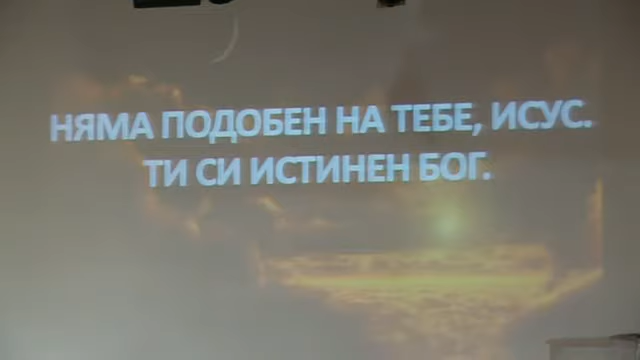 НЯМА ПОДОБЕН НА ТЕБЕ, ИСУС.
ТИ СИ ИСТИНЕН БОГ.